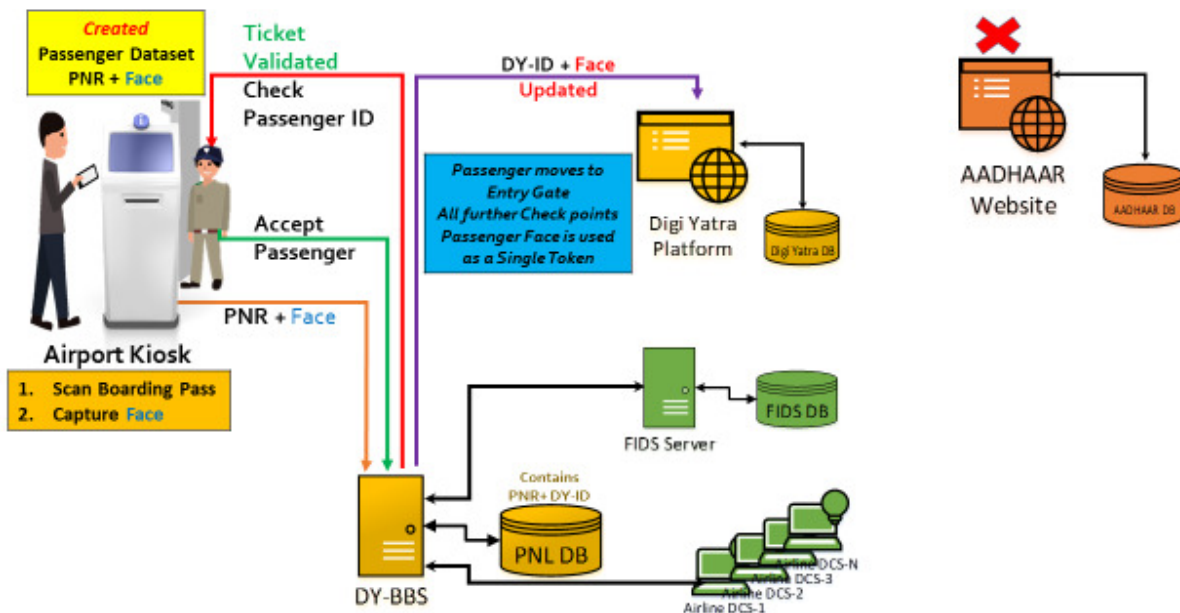 Created
Passenger Dataset
PNR + Face
Ticket
Validated
Check
Passenger ID
DY-ID + Face
Updated
Passenger moves to
Entry Gate
All further Check points
Passenger Face is used
as a Single Token
Digi Yatra
Platform
Digi Yatra DB
AADHAAR
Website
AADHAAR DB
Accept
Passenger
PNR + Face
Airport Kiosk
1. Scan Boarding Pass
2. Capture Face
FIDS Server
FIDS DB
Contains
PNR+ DY-ID
PNL DB
DY-BBS
Airline DCS-N
Airline DCS-3
Airline DCS-2
Airline DCS-1